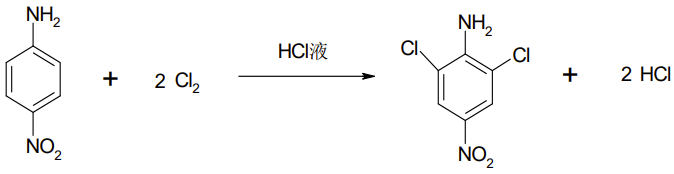 NH₂
NO₂
+
2 Cl₂
HCl液
NH₂
Cl
Cl
NO₂
+
2 HCl